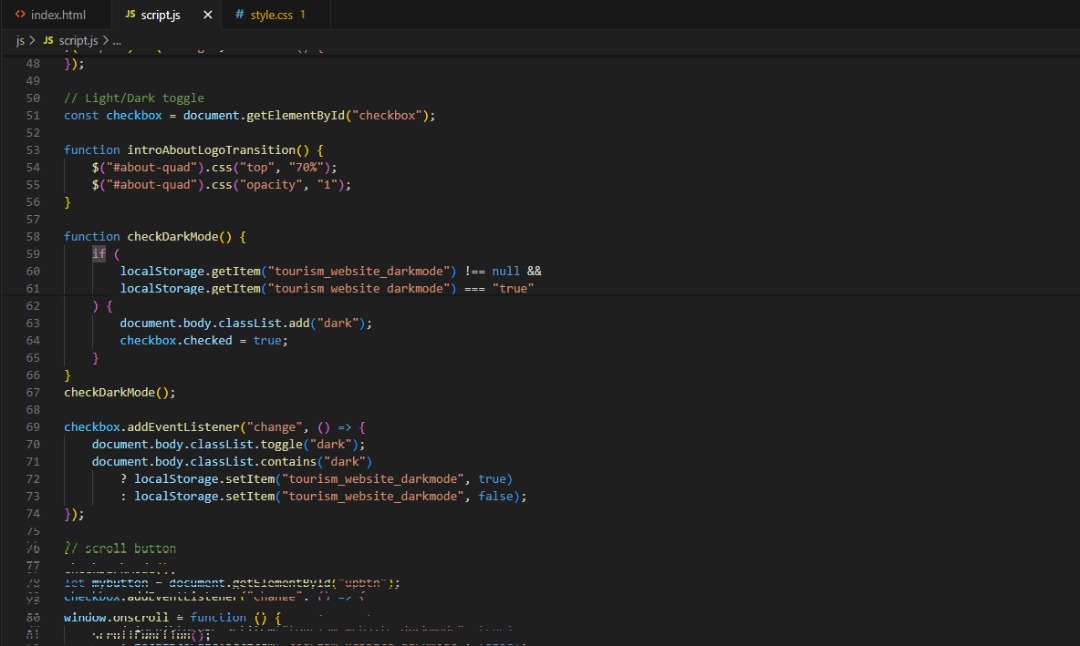 index.html
JS script.js
# style.css 1
js > JS script.js > ...
48 });
49
50 // Light/Dark toggle
51 const checkbox = document.getElementById("checkbox");
52
53 function introAboutLogoTransition() {
54 $("#about-quad").css("top", "70%");
55 $("#about-quad").css("opacity", "1");
56 }
57
58 function checkDarkMode() {
59 if (
60 localStorage.getItem("tourism_website_darkmode") !== null &&
61 localStorage.getItem("tourism website darkmode") === "true"
62 ) {
63 document.body.classList.add("dark");
64 checkbox.checked = true;
65 }
66 }
67 checkDarkMode();
68
69 checkbox.addEventListener("change", () => {
70 document.body.classList.toggle("dark");
71 document.body.classList.contains("dark")
72 ? localStorage.setItem("tourism_website_darkmode", true)
73 : localStorage.setItem("tourism_website_darkmode", false);
74 });
75
76 // scroll button
77
let mybutton = document.getElementById("upbtn");
80 window.onscroll = function () {
81 scrollFunction();